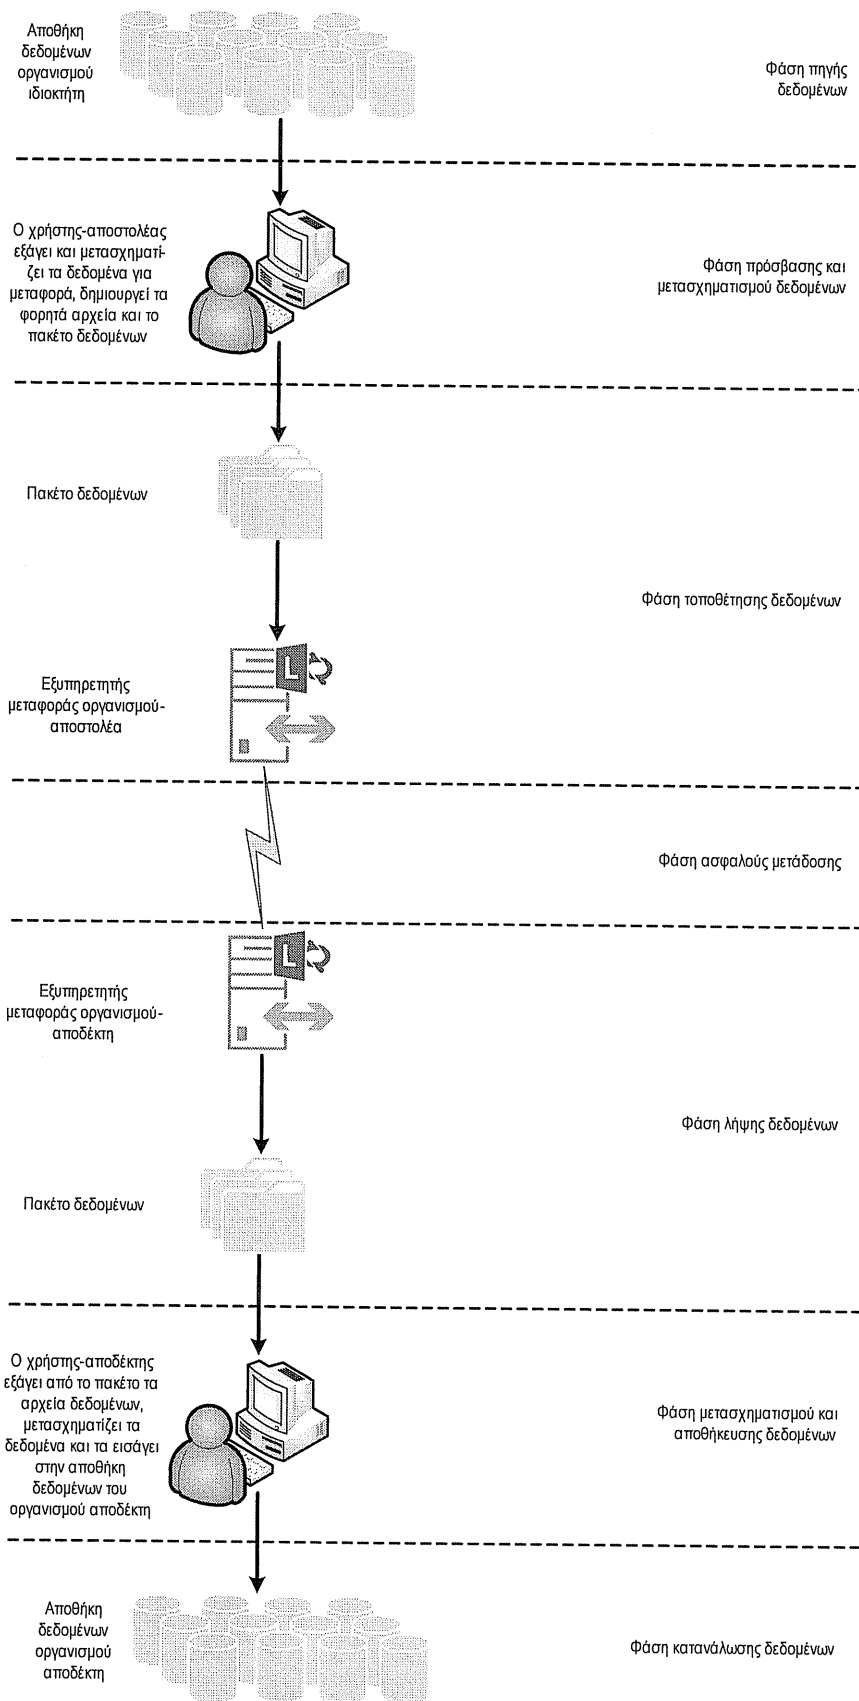 Αποθήκη
δεδομένων
οργανισμού
ιδιοκτήτη
Φάση πηγής
δεδομένων
Ο χρήστης-αποστολέας
εξάγει και μετασχηματί-
ζει τα δεδομένα για
μεταφορά, δημιουργεί τα
φορητά αρχεία και το
πακέτο δεδομένων
Φάση πρόσβασης και
μετασχηματισμού δεδομένων
Πακέτο δεδομένων
Φάση τοποθέτησης δεδομένων
L
Εξυπηρετητής
μεταφοράς οργανισμού-
αποστολέα
Φάση ασφαλούς μετάδοσης
L
Εξυπηρετητής
μεταφοράς οργανισμού-
αποδέκτη
Φάση λήψης δεδομένων
Πακέτο δεδομένων
Ο χρήστης-αποδέκτης
εξάγει από το πακέτο τα
αρχεία δεδομένων,
μετασχηματίζει τα
δεδομένα και τα εισάγει
στην αποθήκη
δεδομένων του
οργανισμού αποδέκτη
Φάση μετασχηματισμού και
αποθήκευσης δεδομένων
Αποθήκη
δεδομένων
οργανισμού
αποδέκτη
Φάση κατανάλωσης δεδομένων